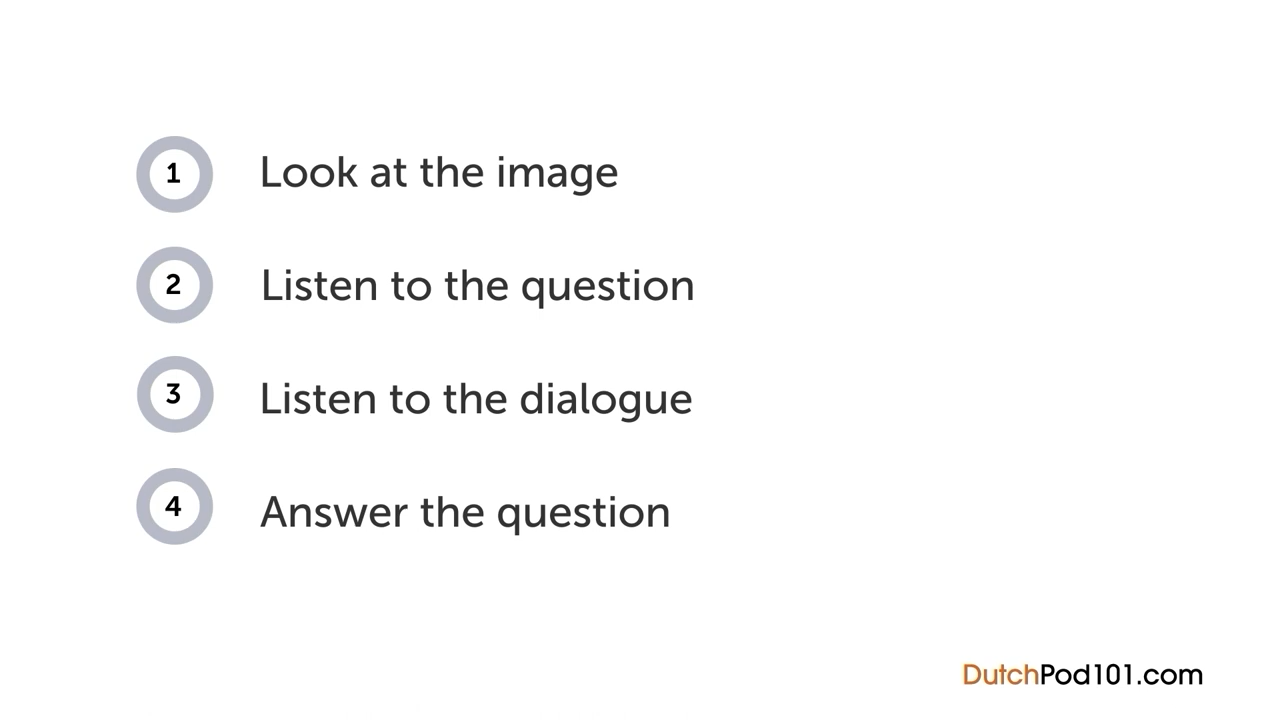 1 Look at the image
2 Listen to the question
3 Listen to the dialogue
4 Answer the question
DutchPod101.com